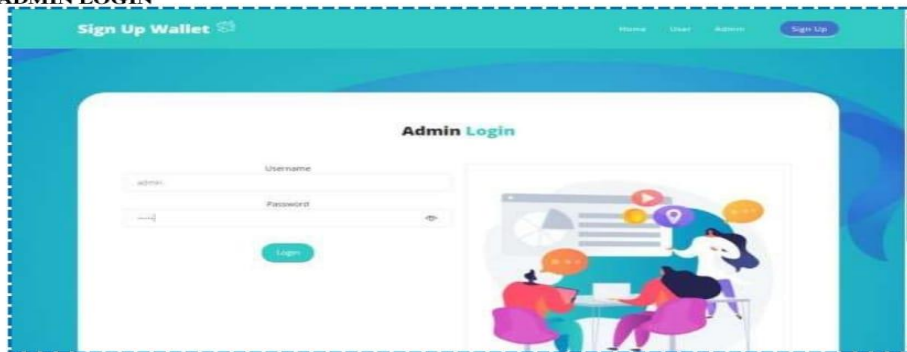 ADMIN LOGIN
Sign Up Wallet
Home User Admin Sign Up
Admin Login
Username
admin
Password
Login